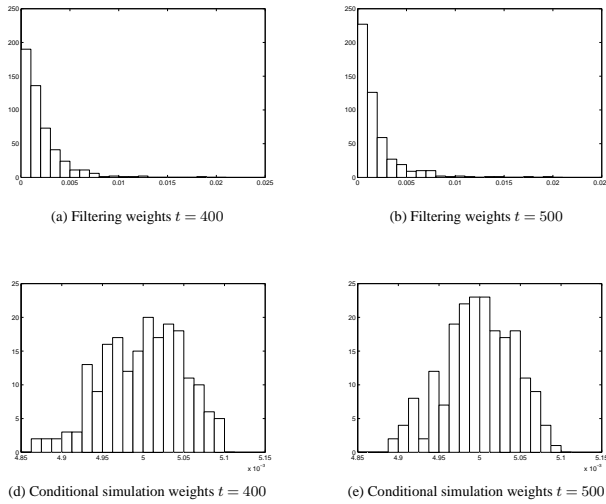 250
200
150
100
50
0
0 0.005 0.01 0.015 0.02 0.025
(a) Filtering weights t = 400
250
200
150
100
50
0
0 0.005 0.01 0.015 0.02 0.02
(b) Filtering weights t = 500
25
20
15
10
5
0
4.85 4.9 4.95 5 5.05 5.1 5.15
x 10⁻³
(d) Conditional simulation weights t = 400
25
20
15
10
5
0
4.85 4.9 4.95 5 5.05 5.1 5.15
x 10⁻³
(e) Conditional simulation weights t = 500